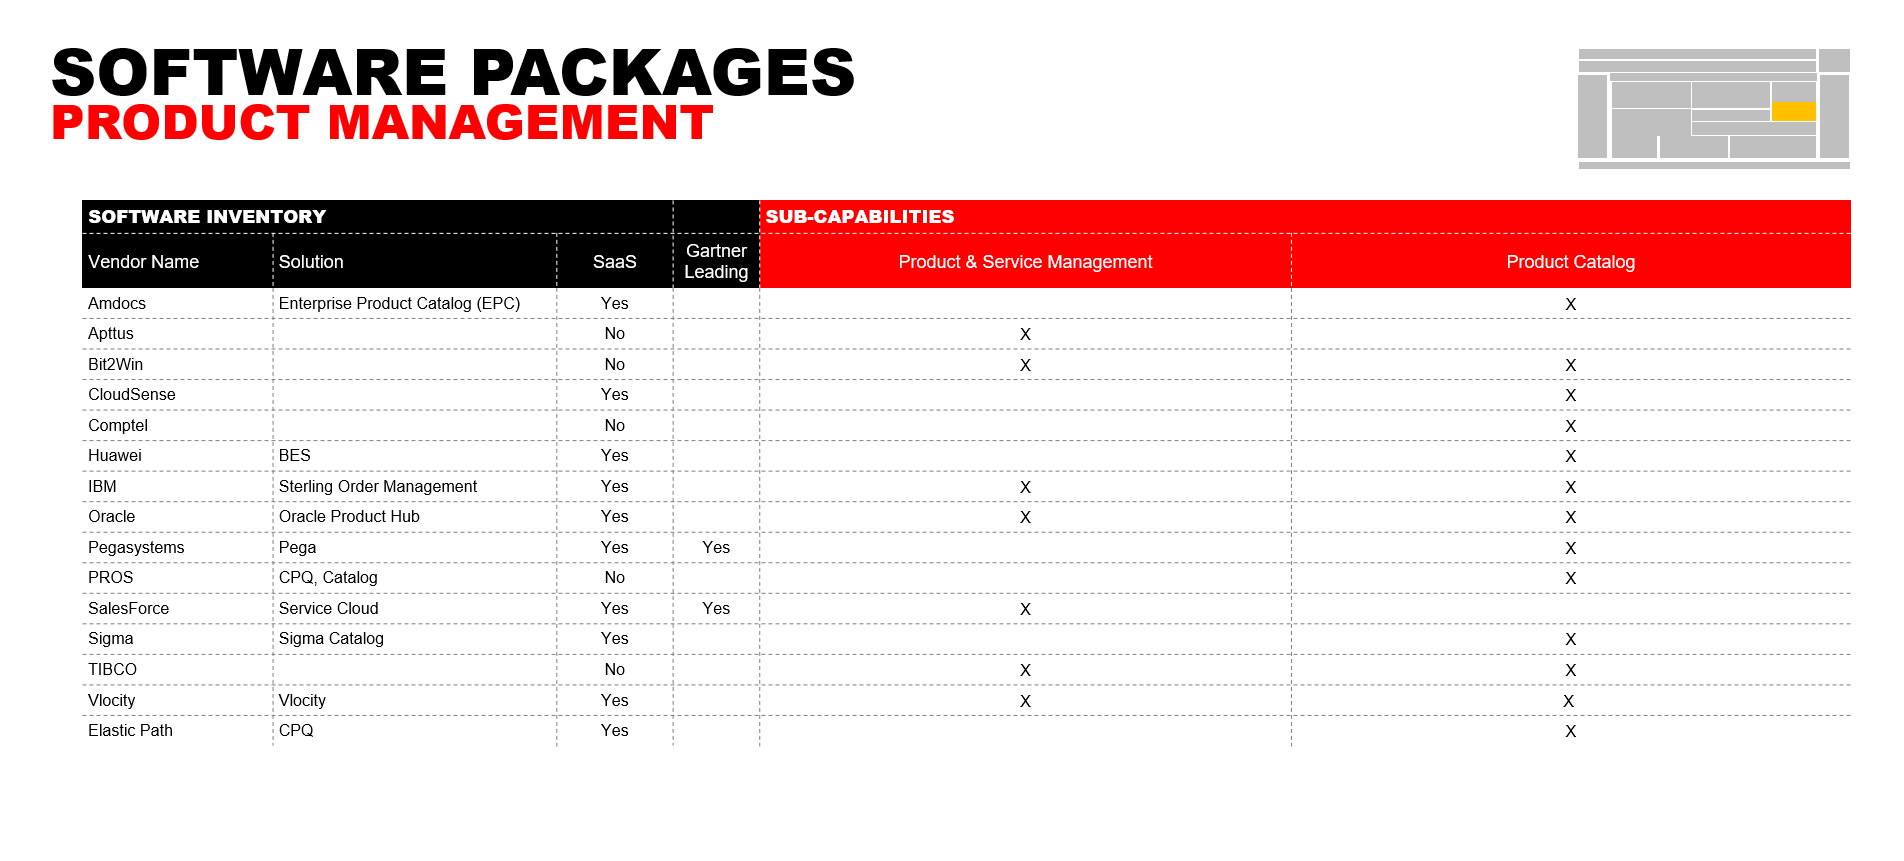 SOFTWARE PACKAGES
PRODUCT MANAGEMENT
SOFTWARE INVENTORY SUB-CAPABILITIES
Vendor Name Solution SaaS Gartner Leading Product & Service Management Product Catalog
Amdocs Enterprise Product Catalog (EPC) Yes X
Apttus No X
Bit2Win No X X
CloudSense Yes X
Comptel No X
Huawei BES Yes X
IBM Sterling Order Management Yes X X
Oracle Oracle Product Hub Yes X X
Pegasystems Pega Yes Yes X
PROS CPQ, Catalog No X
SalesForce Service Cloud Yes Yes X
Sigma Sigma Catalog Yes X
TIBCO No X X
Vlocity Vlocity Yes X X
Elastic Path CPQ Yes X